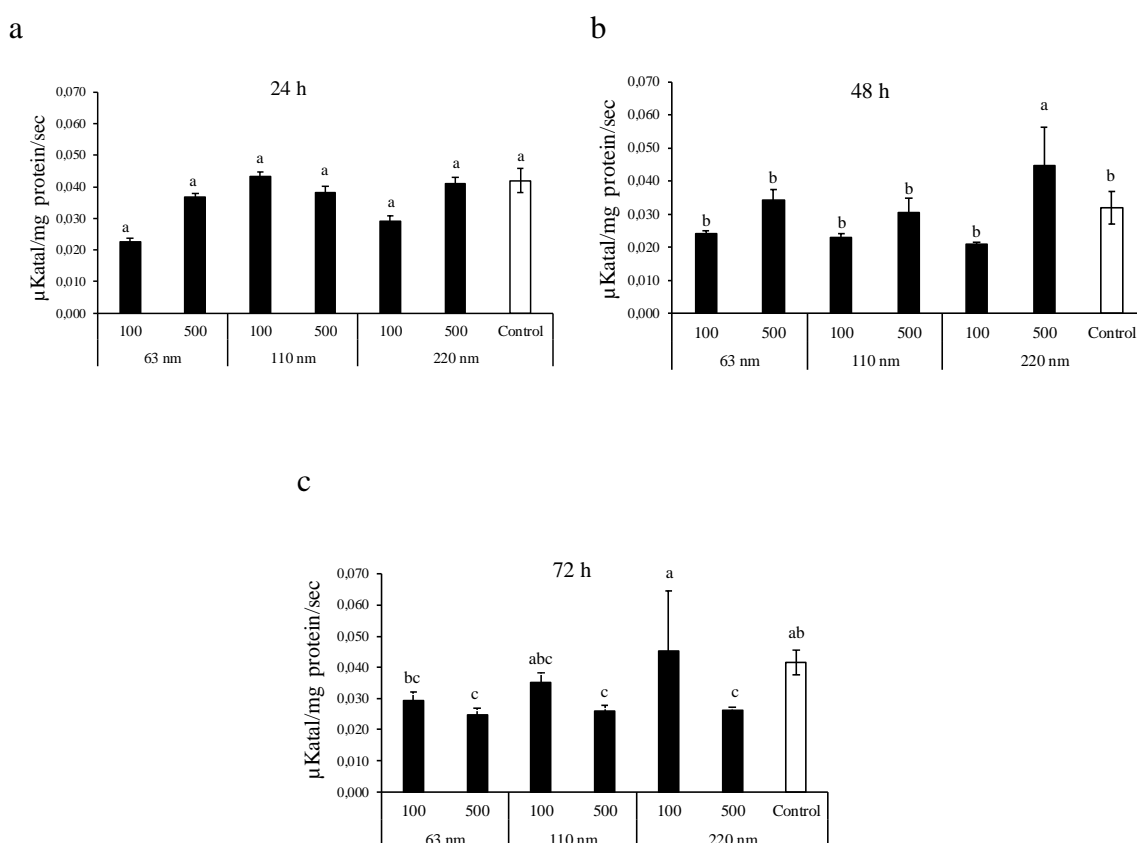 a
24 h
µKatal/mg protein/sec
0,070
0,060
0,050
0,040
0,030
0,020
0,010
0,000
a a a a a a a
100 500 100 500 100 500 Control
63 nm 110 nm 220 nm
b
48 h
µKatal/mg protein/sec
0,070
0,060
0,050
0,040
0,030
0,020
0,010
0,000
b b b b b a b
100 500 100 500 100 500 Control
63 nm 110 nm 220 nm
c
72 h
µKatal/mg protein/sec
0,070
0,060
0,050
0,040
0,030
0,020
0,010
0,000
bc c abc c a c ab
100 500 100 500 100 500 Control
63 nm 110 nm 220 nm